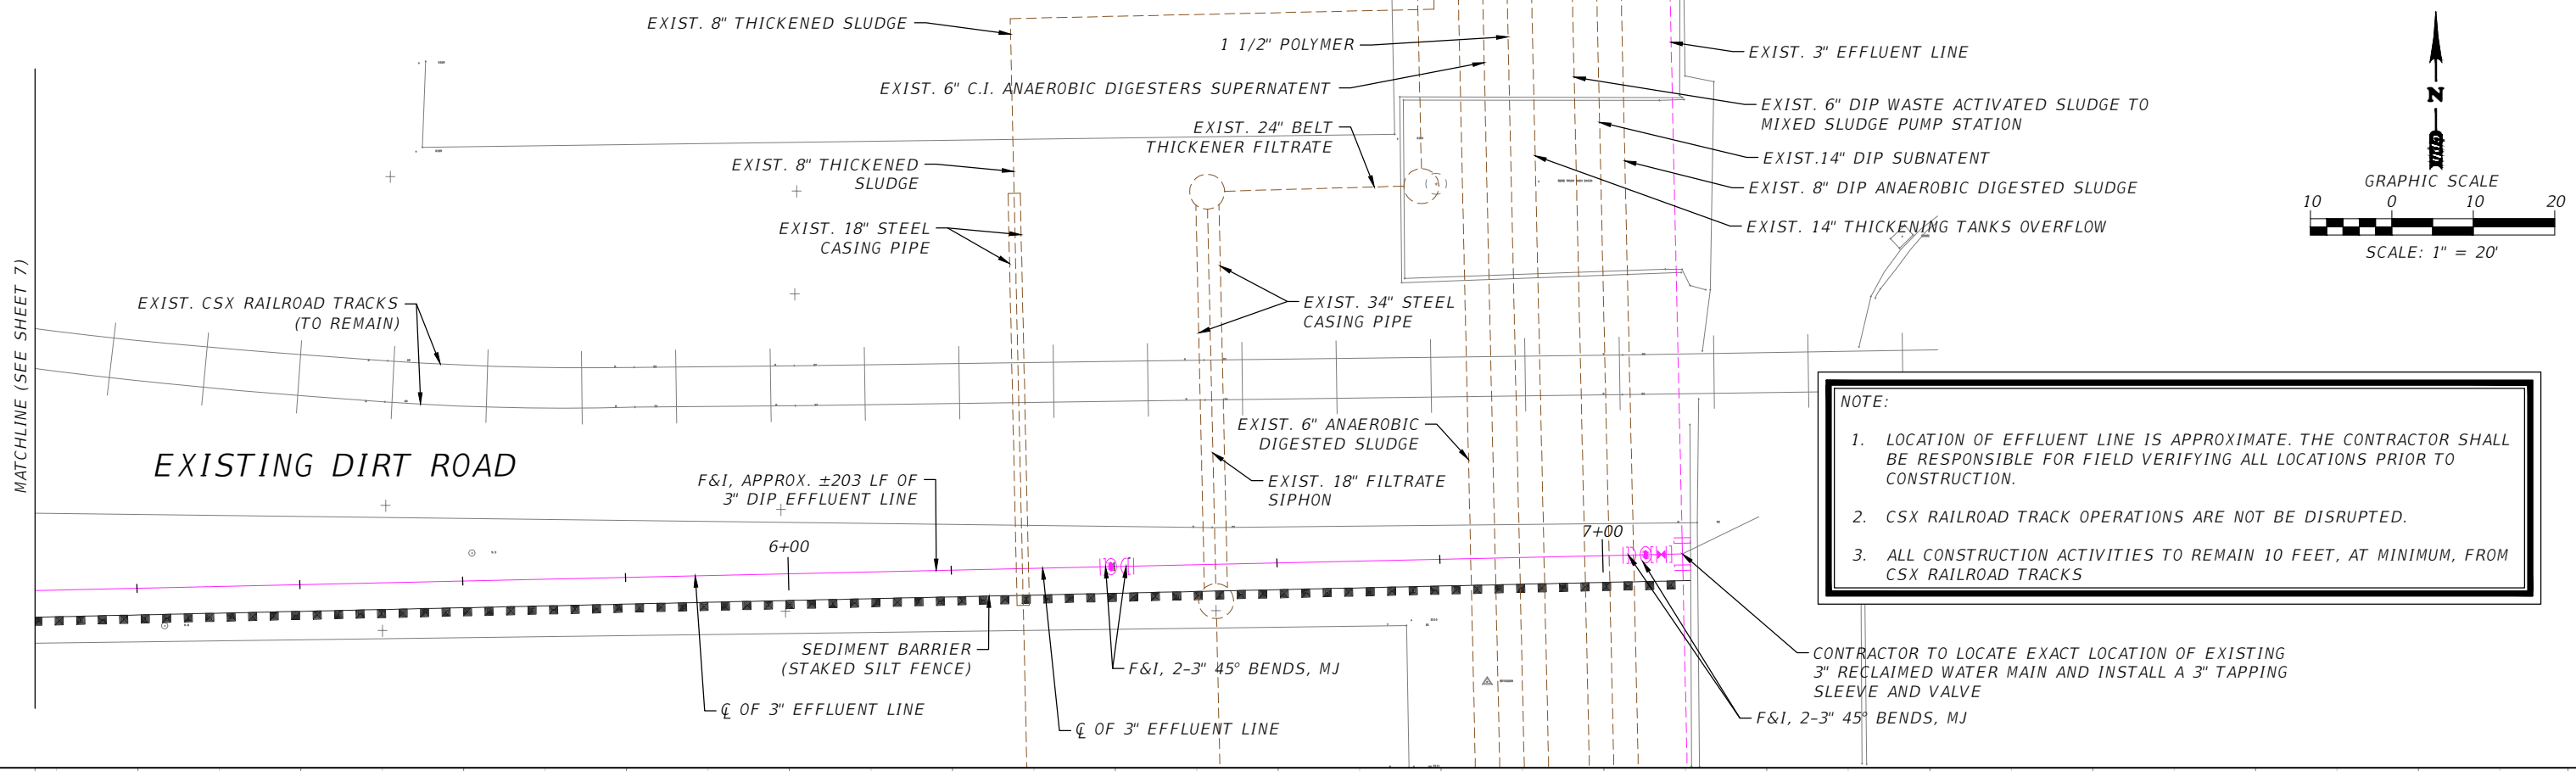 EXIST. 8" THICKENED SLUDGE
1 1/2" POLYMER
EXIST. 3" EFFLUENT LINE
EXIST. 6" C.I. ANAEROBIC DIGESTERS SUPERNATENT
EXIST. 6" DIP WASTE ACTIVATED SLUDGE TO
MIXED SLUDGE PUMP STATION
EXIST. 24" BELT
THICKENER FILTRATE
EXIST. 8" THICKENED
SLUDGE
EXIST.14" DIP SUBNATENT
EXIST. 8" DIP ANAEROBIC DIGESTED SLUDGE
EXIST. 18" STEEL
CASING PIPE
EXIST. 14" THICKENING TANKS OVERFLOW
N
GRAPHIC SCALE
10 0 10 20
SCALE: 1" = 20'
MATCHLINE (SEE SHEET 7)
EXIST. CSX RAILROAD TRACKS
(TO REMAIN)
EXIST. 34" STEEL
CASING PIPE
EXISTING DIRT ROAD
EXIST. 6" ANAEROBIC
DIGESTED SLUDGE
F&I, APPROX. ±203 LF OF
3" DIP EFFLUENT LINE
EXIST. 18" FILTRATE
SIPHON
NOTE:
1. LOCATION OF EFFLUENT LINE IS APPROXIMATE. THE CONTRACTOR SHALL
BE RESPONSIBLE FOR FIELD VERIFYING ALL LOCATIONS PRIOR TO
CONSTRUCTION.
2. CSX RAILROAD TRACK OPERATIONS ARE NOT BE DISRUPTED.
3. ALL CONSTRUCTION ACTIVITIES TO REMAIN 10 FEET, AT MINIMUM, FROM
CSX RAILROAD TRACKS
6+00
7+00
SEDIMENT BARRIER
(STAKED SILT FENCE)
F&I, 2-3" 45° BENDS, MJ
CONTRACTOR TO LOCATE EXACT LOCATION OF EXISTING
3" RECLAIMED WATER MAIN AND INSTALL A 3" TAPPING
SLEEVE AND VALVE
℄ OF 3" EFFLUENT LINE
℄ OF 3" EFFLUENT LINE
F&I, 2-3" 45° BENDS, MJ